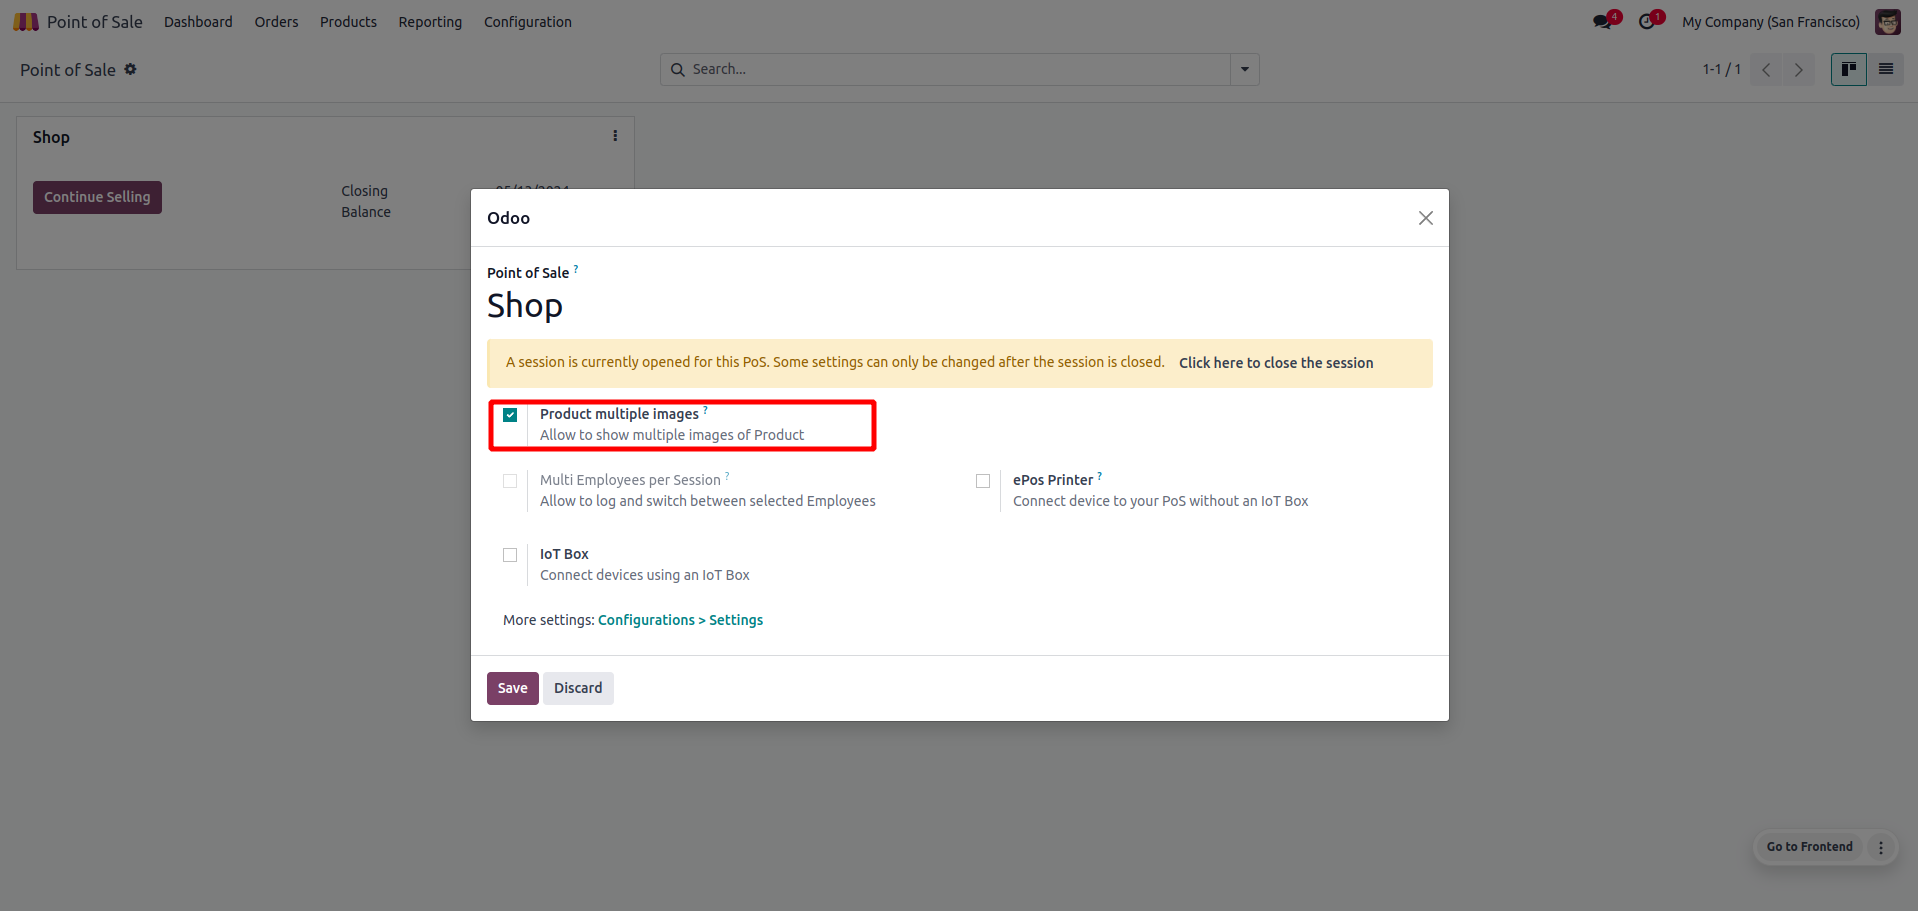 Point of Sale Dashboard Orders Products Reporting Configuration 4 1 My Company (San Francisco)
Point of Sale Search... 1-1 / 1
Shop
Continue Selling Closing
Balance
Odoo
Point of Sale ?
Shop
A session is currently opened for this PoS. Some settings can only be changed after the session is closed. Click here to close the session
Product multiple images ?
Allow to show multiple images of Product
Multi Employees per Session ?
Allow to log and switch between selected Employees
ePos Printer ?
Connect device to your PoS without an IoT Box
IoT Box
Connect devices using an IoT Box
More settings: Configurations > Settings
Save Discard
Go to Frontend